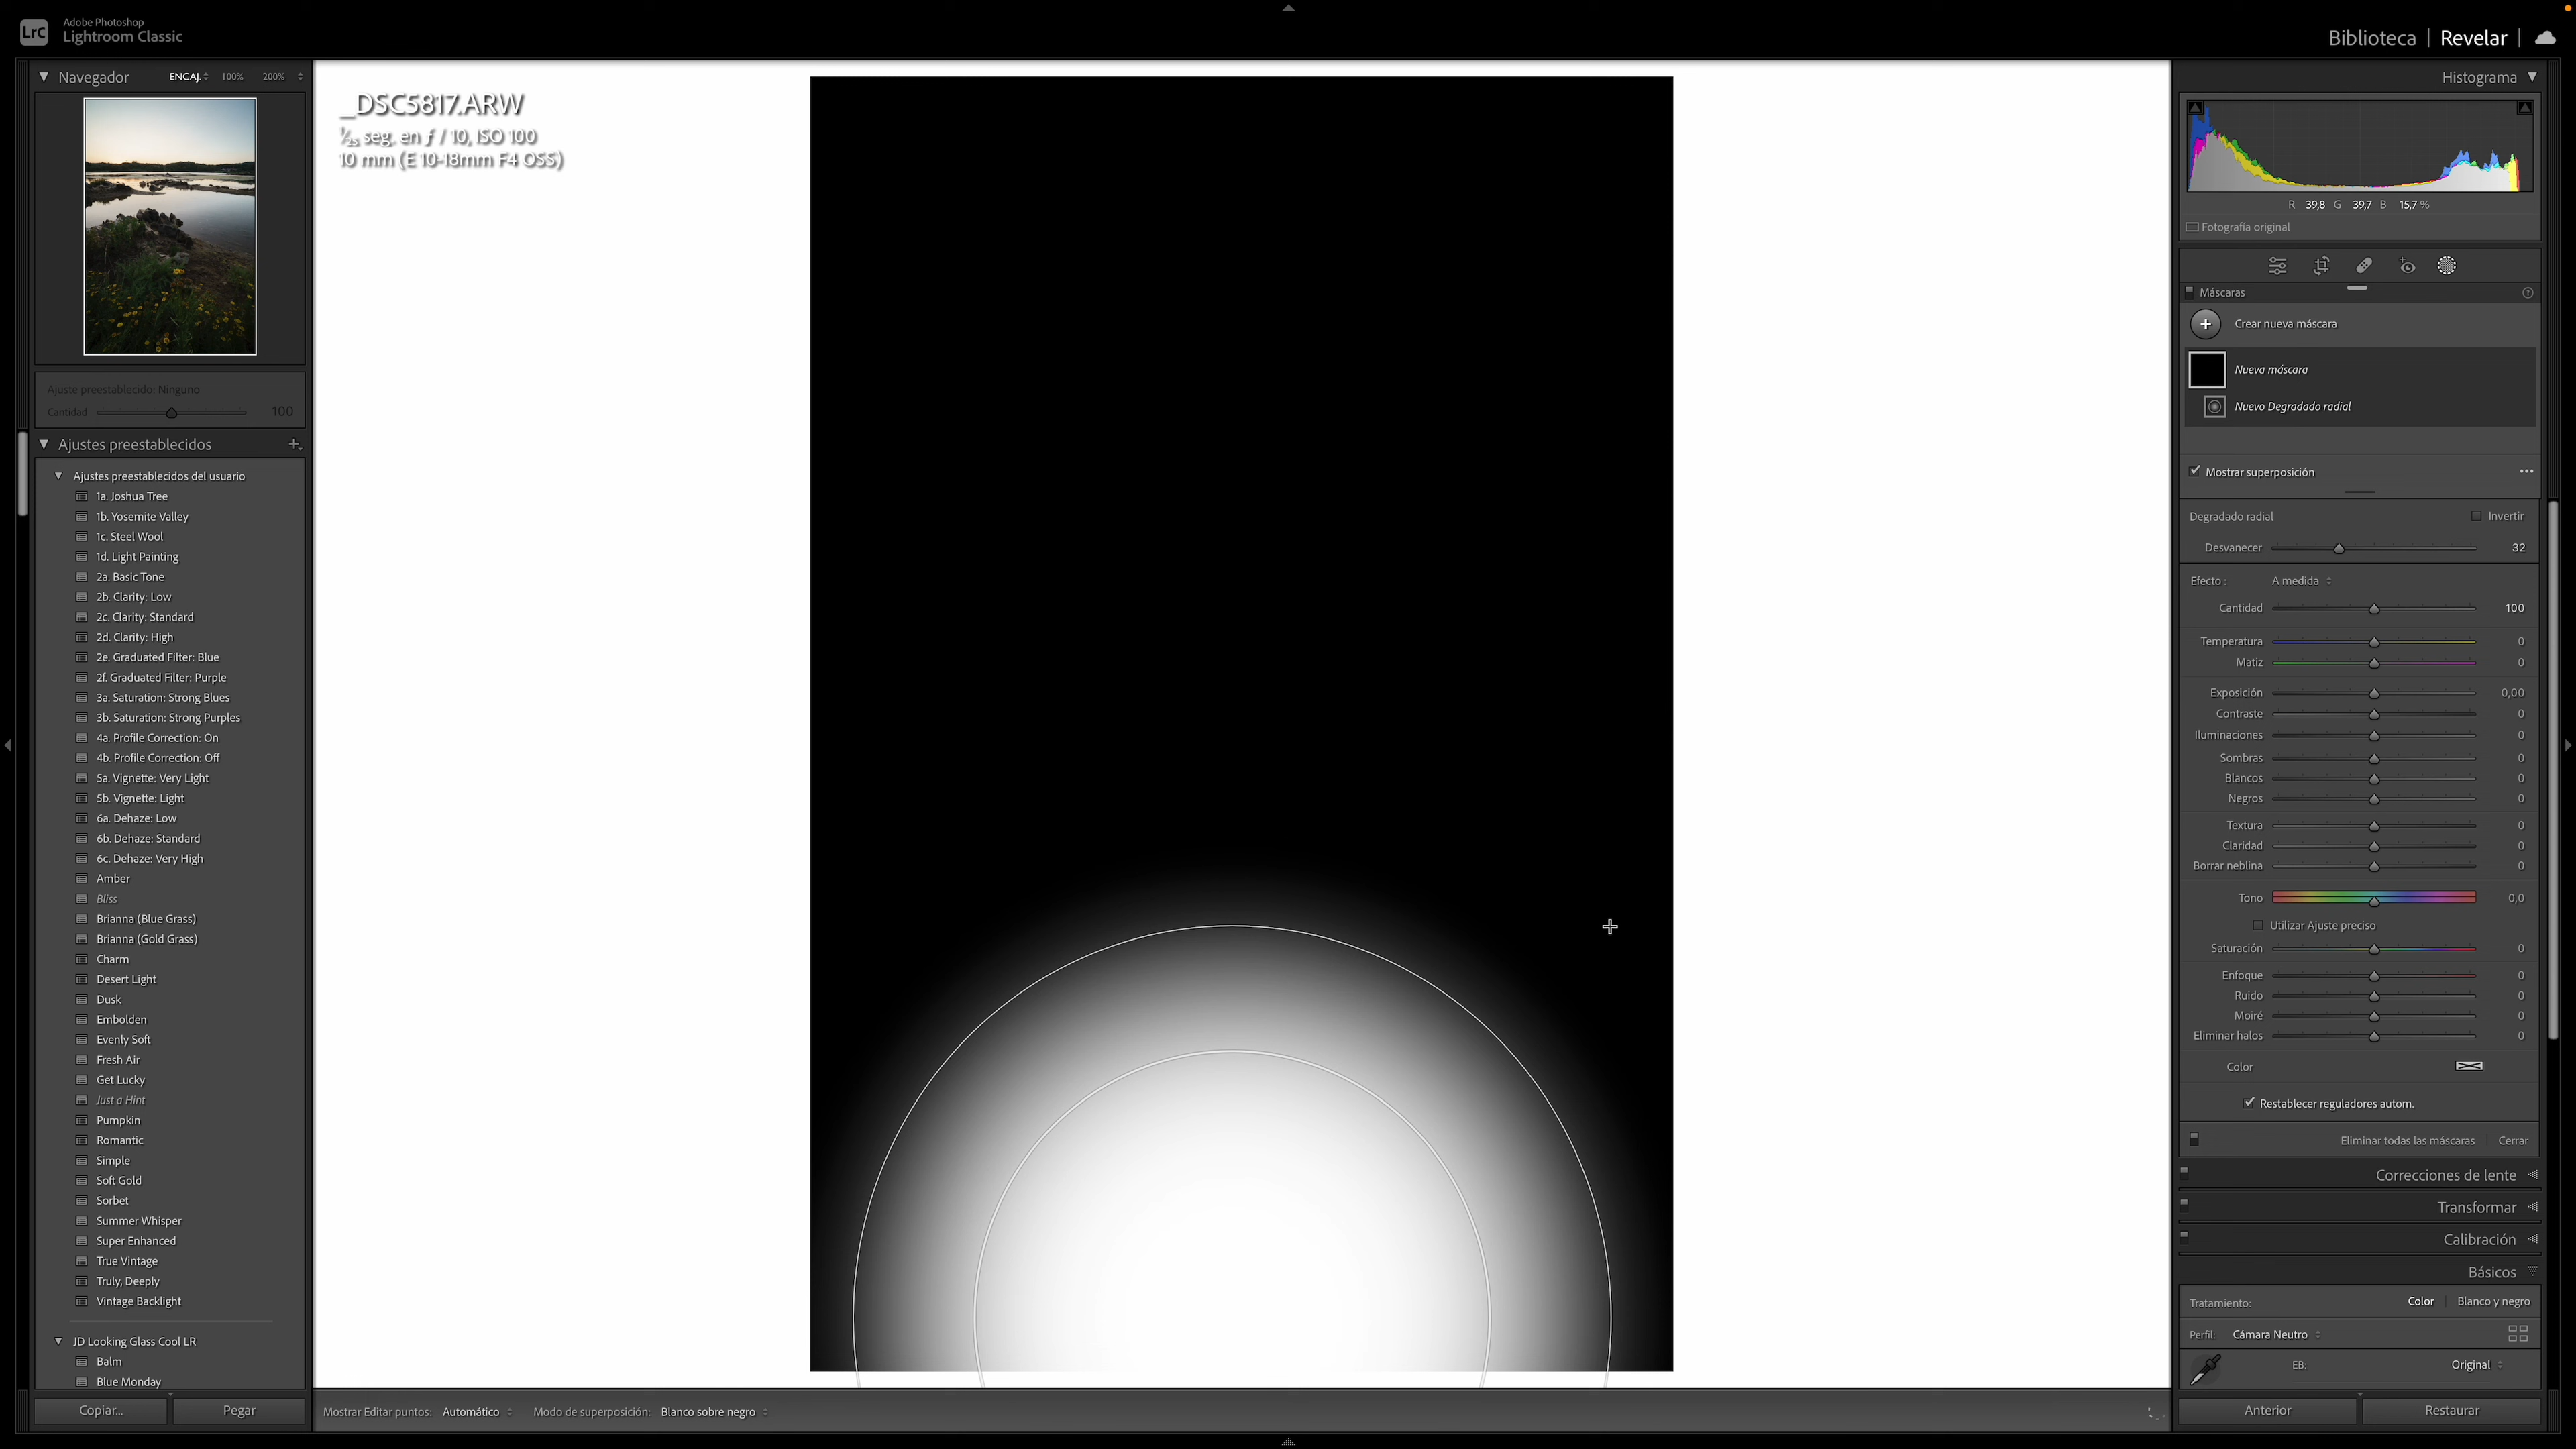 LrC
Adobe Photoshop
Lightroom Classic
Biblioteca | Revelar
Navegador ENCAJ. 100% 200%
Ajuste preestablecido: Ninguno
Cantidad 100
Ajustes preestablecidos
Ajustes preestablecidos del usuario
1a. Joshua Tree
1b. Yosemite Valley
1c. Steel Wool
1d. Light Painting
2a. Basic Tone
2b. Clarity: Low
2c. Clarity: Standard
2d. Clarity: High
2e. Graduated Filter: Blue
2f. Graduated Filter: Purple
3a. Saturation: Strong Blues
3b. Saturation: Strong Purples
4a. Profile Correction: On
4b. Profile Correction: Off
5a. Vignette: Very Light
5b. Vignette: Light
6a. Dehaze: Low
6b. Dehaze: Standard
6c. Dehaze: Very High
Amber
Bliss
Brianna (Blue Grass)
Brianna (Gold Grass)
Charm
Desert Light
Dusk
Embolden
Evenly Soft
Fresh Air
Get Lucky
Just a Hint
Pumpkin
Romantic
Simple
Soft Gold
Sorbet
Summer Whisper
Super Enhanced
True Vintage
Truly, Deeply
Vintage Backlight
JD Looking Glass Cool LR
Balm
Blue Monday
Copiar... Pegar
_DSC5817.ARW
1/25 seg. en ƒ / 10, ISO 100
10 mm (E 10-18mm F4 OSS)
Mostrar Editar puntos: Automático Modo de superposición: Blanco sobre negro
Histograma
R 39,8 G 39,7 B 15,7 %
Fotografía original
Máscaras
Crear nueva máscara
Nueva máscara
Nuevo Degradado radial
Mostrar superposición
Degradado radial Invertir
Desvanecer 32
Efecto : A medida
Cantidad 100
Temperatura 0
Matiz 0
Exposición 0,00
Contraste 0
Iluminaciones 0
Sombras 0
Blancos 0
Negros 0
Textura 0
Claridad 0
Borrar neblina 0
Tono 0,0
Utilizar Ajuste preciso
Saturación 0
Enfoque 0
Ruido 0
Moiré 0
Eliminar halos 0
Color
Restablecer reguladores autom.
Eliminar todas las máscaras Cerrar
Correcciones de lente
Transformar
Calibración
Básicos
Tratamiento: Color | Blanco y negro
Perfil: Cámara Neutro
EB: Original
Anterior Restaurar